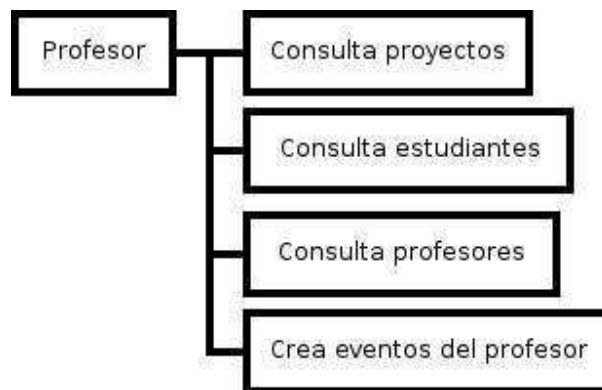 Profesor
Consulta proyectos
Consulta estudiantes
Consulta profesores
Crea eventos del profesor